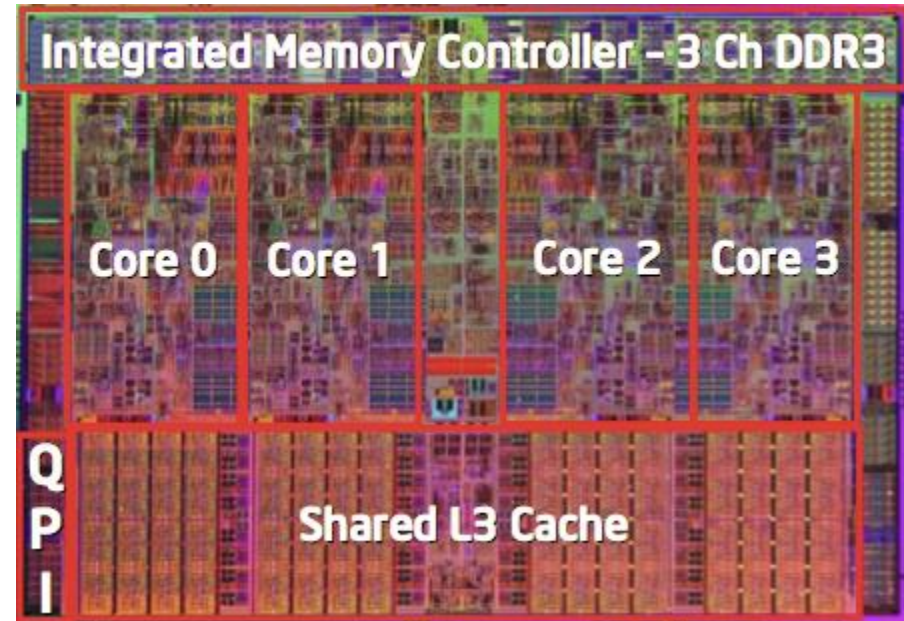 Integrated Memory Controller - 3 Ch DDR3
Core 0
Core 1
Core 2
Core 3
Q
P
I
Shared L3 Cache